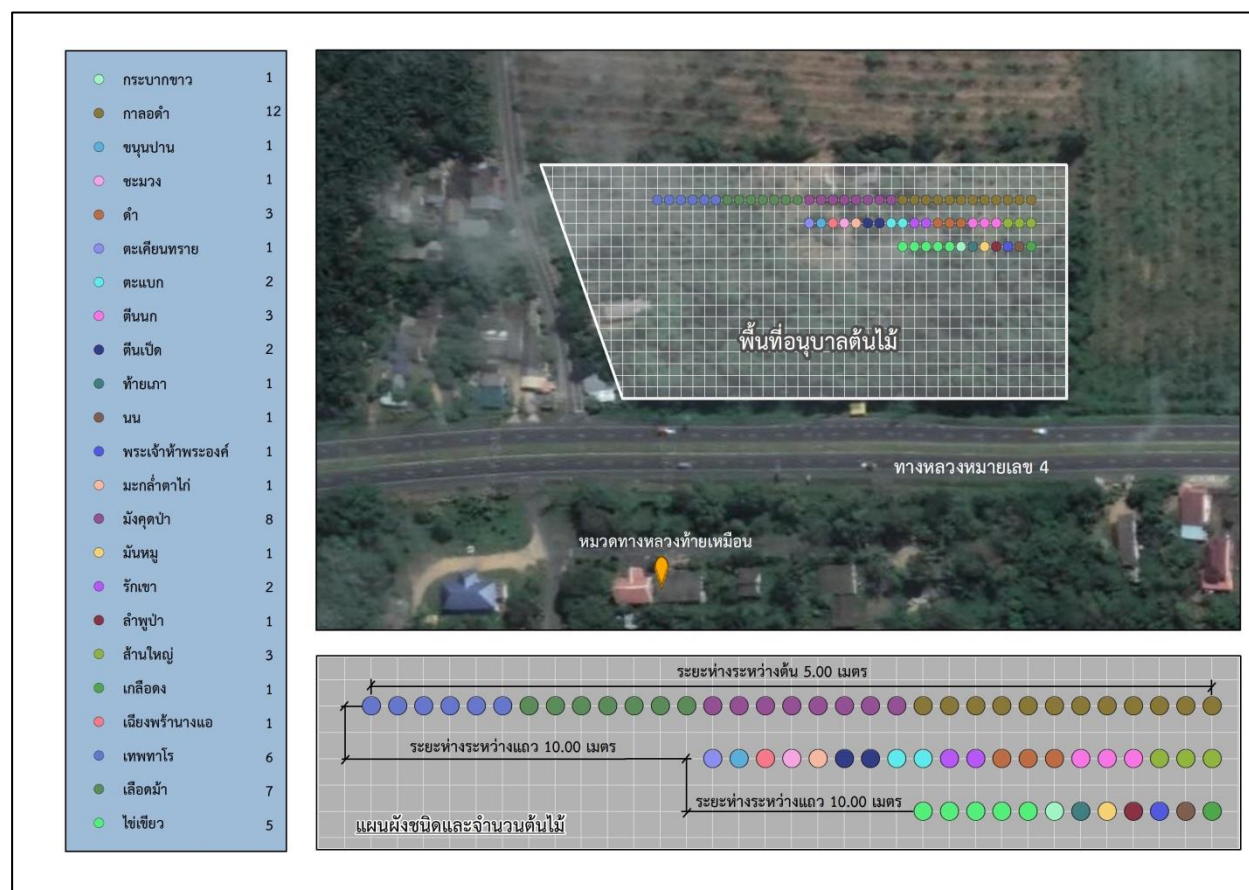 กระบากขาว 1
กาลอดำ 12
ขนุนปาน 1
ชะมวง 1
ดำ 3
ตะเคียนทราย 1
ตะแบก 2
ตีนนก 3
ตีนเป็ด 2
ท้ายเภา 1
นน 1
พระเจ้าห้าพระองค์ 1
มะกล่ำตาไก่ 1
มังคุดป่า 8
มันหมู 1
รักเขา 2
ลำพูป่า 1
ส้านใหญ่ 3
เกลือดง 1
เฉียงพร้านางแอ 1
เทพทาโร 6
เลือดม้า 7
ไข่เขียว 5
พื้นที่อนุบาลต้นไม้
ทางหลวงหมายเลข 4
หมวดทางหลวงท้ายเหมือน
ระยะห่างระหว่างต้น 5.00 เมตร
ระยะห่างระหว่างแถว 10.00 เมตร
ระยะห่างระหว่างแถว 10.00 เมตร
แผนผังชนิดและจำนวนต้นไม้